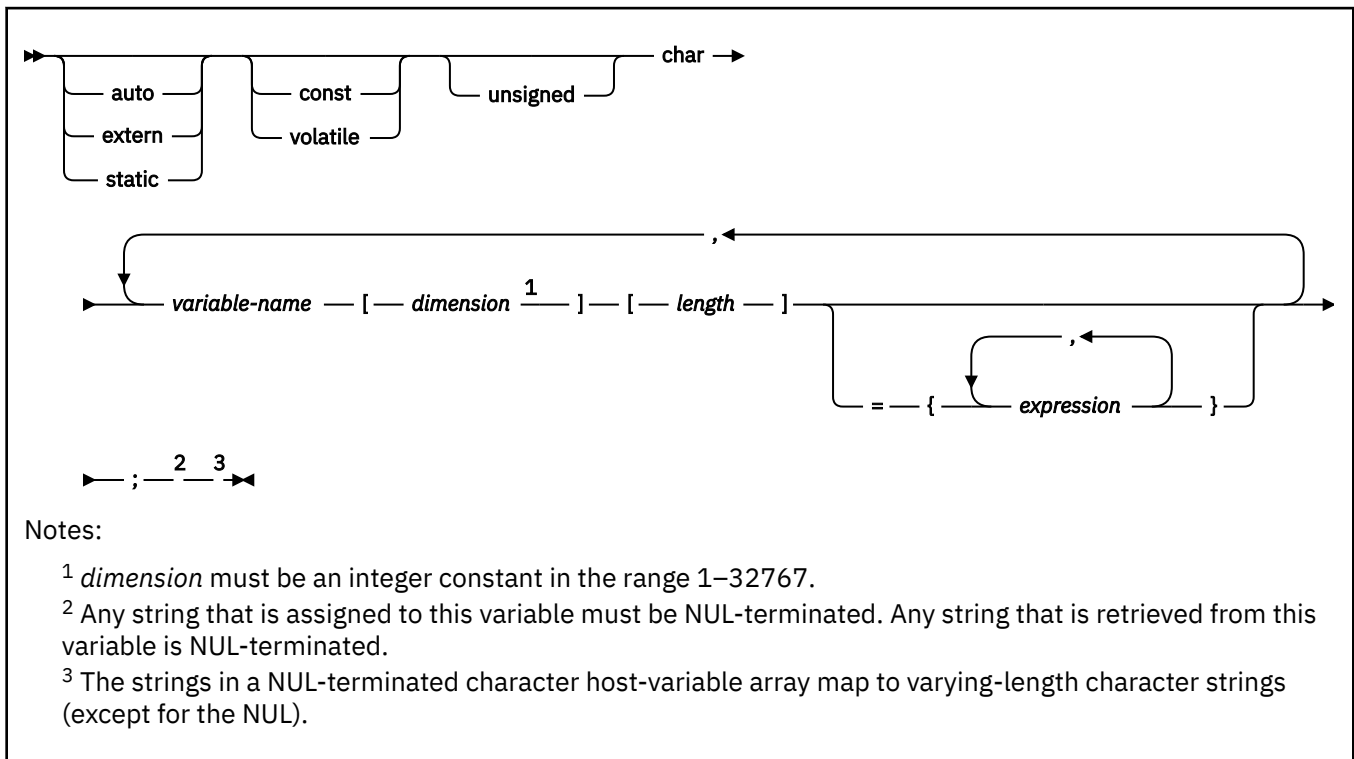 char
auto const unsigned
extern volatile
static
,
variable-name [ dimension 1 ] [ length ]
,
= { expression }
; 2 3
Notes:
1 dimension must be an integer constant in the range 1–32767.
2 Any string that is assigned to this variable must be NUL-terminated. Any string that is retrieved from this
variable is NUL-terminated.
3 The strings in a NUL-terminated character host-variable array map to varying-length character strings
(except for the NUL).